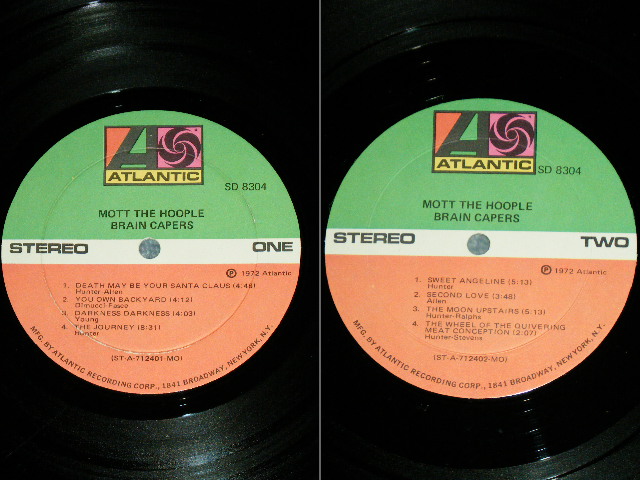 ATLANTIC
SD 8304
MOTT THE HOOPLE
BRAIN CAPERS
STEREO ONE
Ⓟ 1972 Atlantic
1. DEATH MAY BE YOUR SANTA CLAUS (4:46)
Hunter-Allen
2. YOU OWN BACKYARD (4:12)
Dimucci-Fasce
3. DARKNESS DARKNESS (4:03)
Young
4. THE JOURNEY (8:31)
Hunter
(ST-A-712401-MO)
MFG. BY ATLANTIC RECORDING CORP., 1841 BROADWAY, NEW YORK, N.Y.
ATLANTIC
SD 8304
MOTT THE HOOPLE
BRAIN CAPERS
STEREO TWO
Ⓟ 1972 Atlantic
1. SWEET ANGELINE (5:13)
Hunter
2. SECOND LOVE (3:48)
Allen
3. THE MOON UPSTAIRS (5:13)
Hunter-Ralphs
4. THE WHEEL OF THE QUIVERING
MEAT CONCEPTION (2:07)
Hunter-Stevens
(ST-A-712402-MO)
MFG. BY ATLANTIC RECORDING CORP., 1841 BROADWAY, NEW YORK, N.Y.